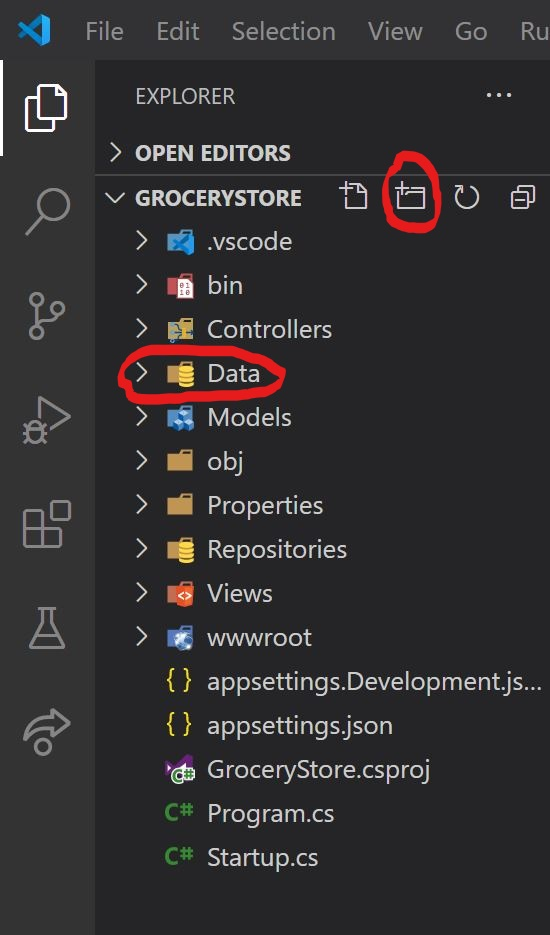 File Edit Selection View Go Ru
EXPLORER
OPEN EDITORS
GROCERYSTORE
.vscode
bin
Controllers
Data
Models
obj
Properties
Repositories
Views
wwwroot
{ } appsettings.Development.js...
{ } appsettings.json
GroceryStore.csproj
C# Program.cs
C# Startup.cs